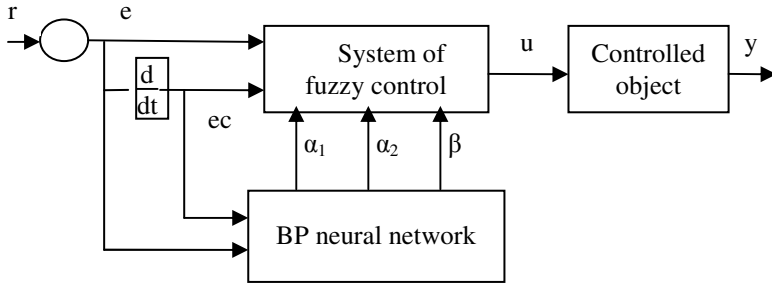 r
e
System of
fuzzy control
u
Controlled
object
y
d
dt
ec
α₁
α₂
β
BP neural network